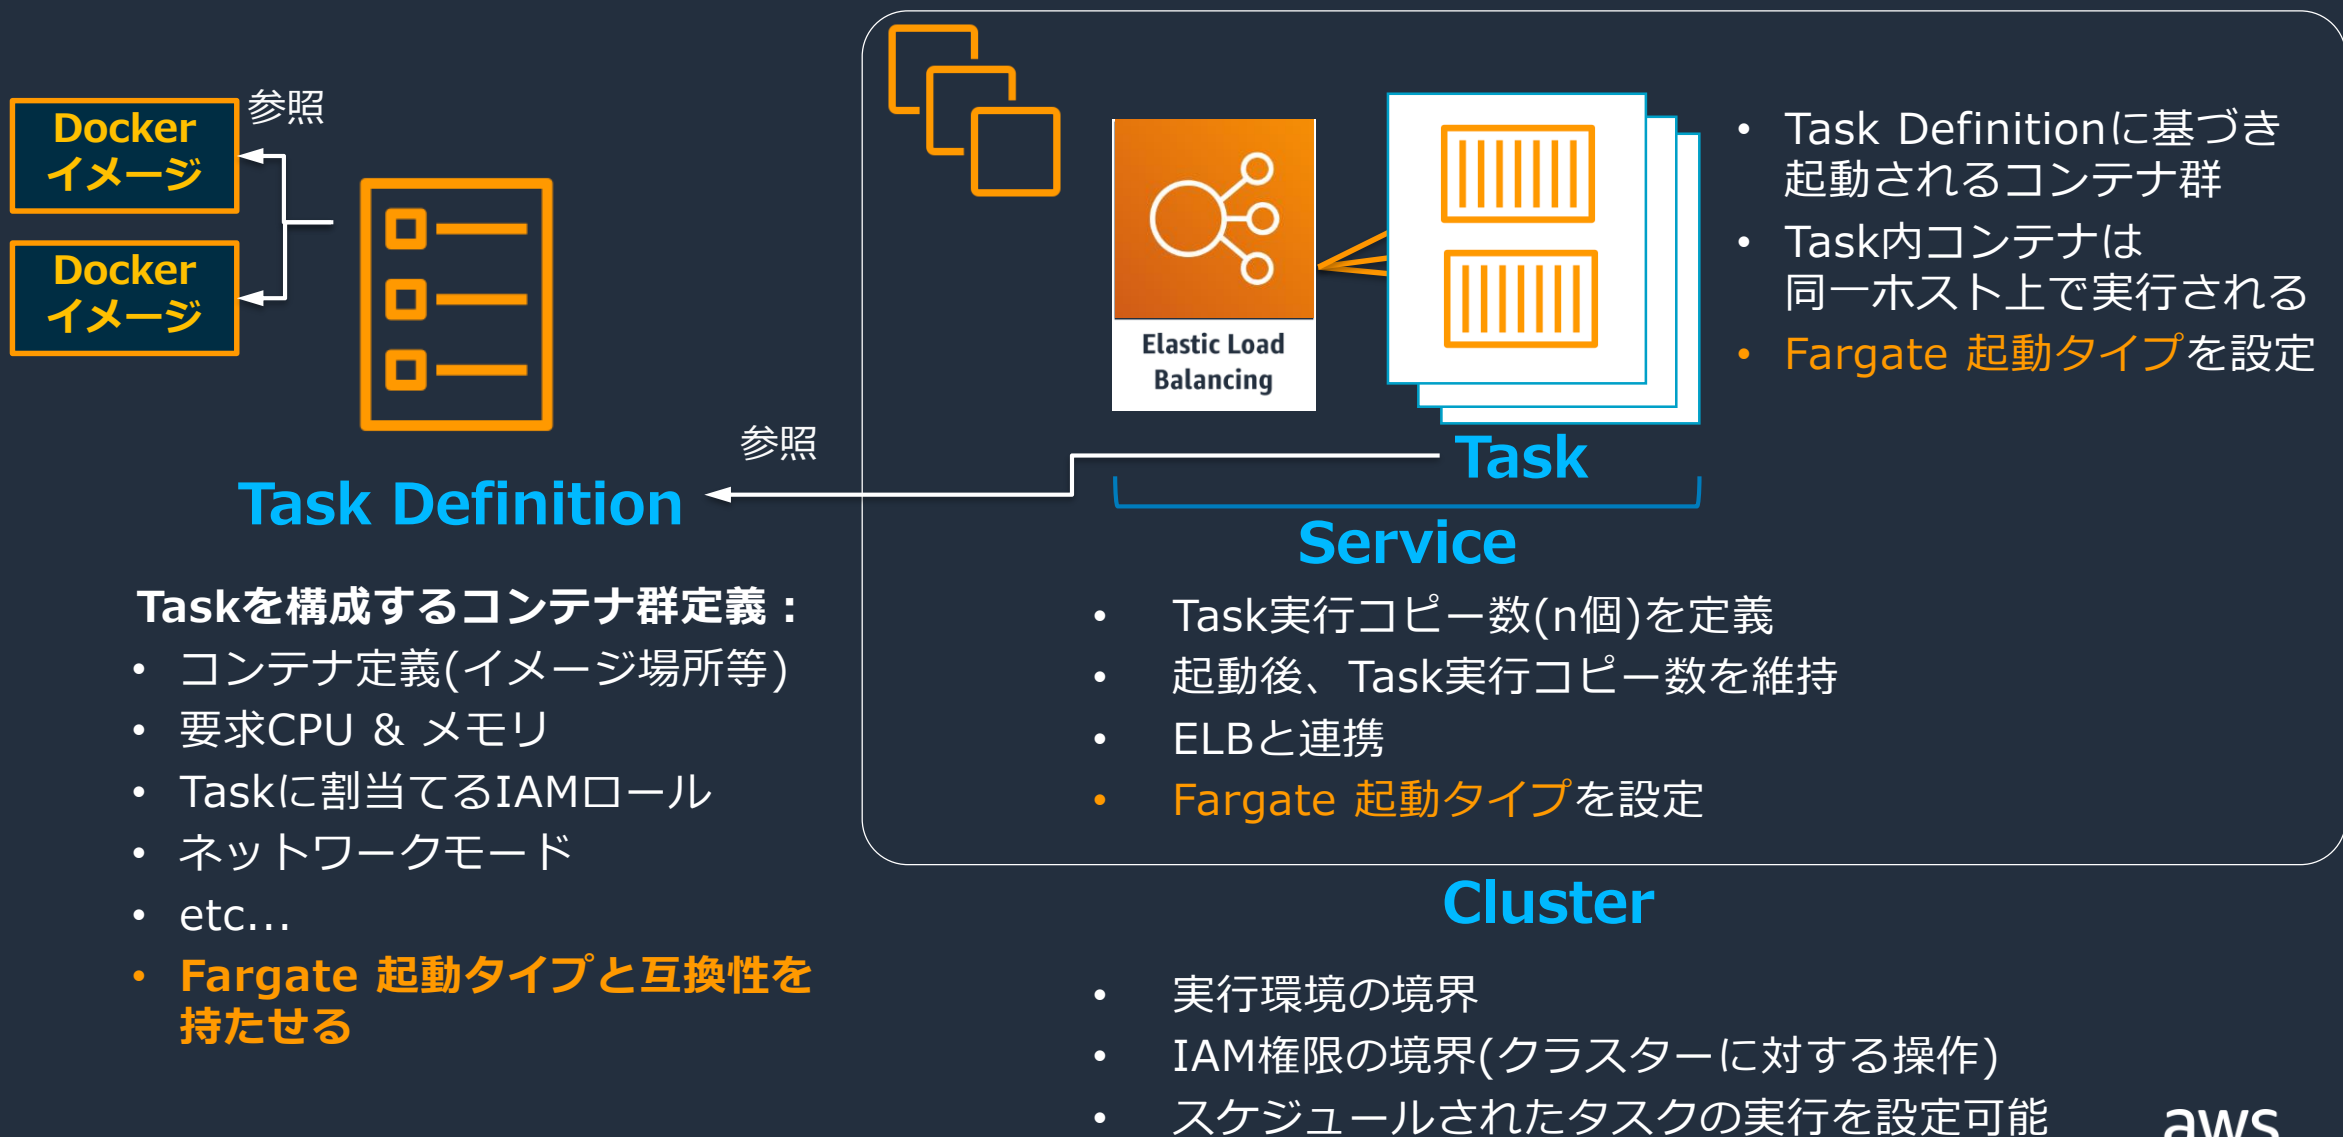 参照
Docker
イメージ
Docker
イメージ
Task Definition
Taskを構成するコンテナ群定義：
• コンテナ定義(イメージ場所等)
• 要求CPU & メモリ
• Taskに割当てるIAMロール
• ネットワークモード
• etc...
• Fargate 起動タイプと互換性を
持たせる
参照
Elastic Load
Balancing
Task
• Task Definitionに基づき
起動されるコンテナ群
• Task内コンテナは
同一ホスト上で実行される
• Fargate 起動タイプを設定
Service
• Task実行コピー数(n個)を定義
• 起動後、Task実行コピー数を維持
• ELBと連携
• Fargate 起動タイプを設定
Cluster
• 実行環境の境界
• IAM権限の境界(クラスターに対する操作)
• スケジュールされたタスクの実行を設定可能
aws